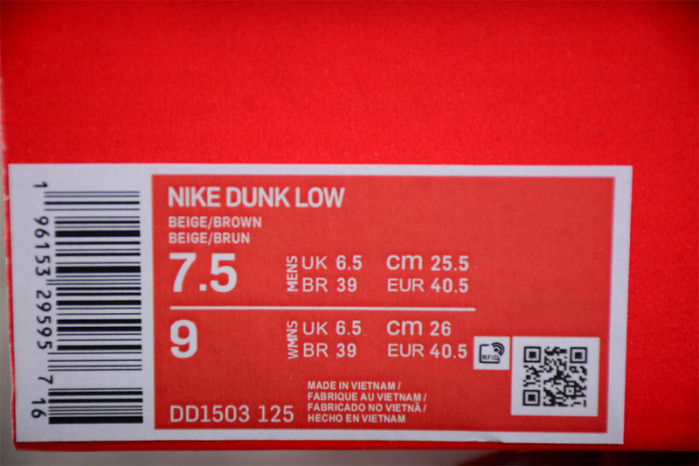 NIKE DUNK LOW
BEIGE/BROWN
BEIGE/BRUN
7.5 MENS UK 6.5 cm 25.5
BR 39 EUR 40.5
9 WMNS UK 6.5 cm 26
BR 39 EUR 40.5
RFID
MADE IN VIETNAM /
FABRIQUE AU VIETNAM /
FABRICADO NO VIETNÃ /
HECHO EN VIETNAM
DD1503 125
1 96153 29595 7 16